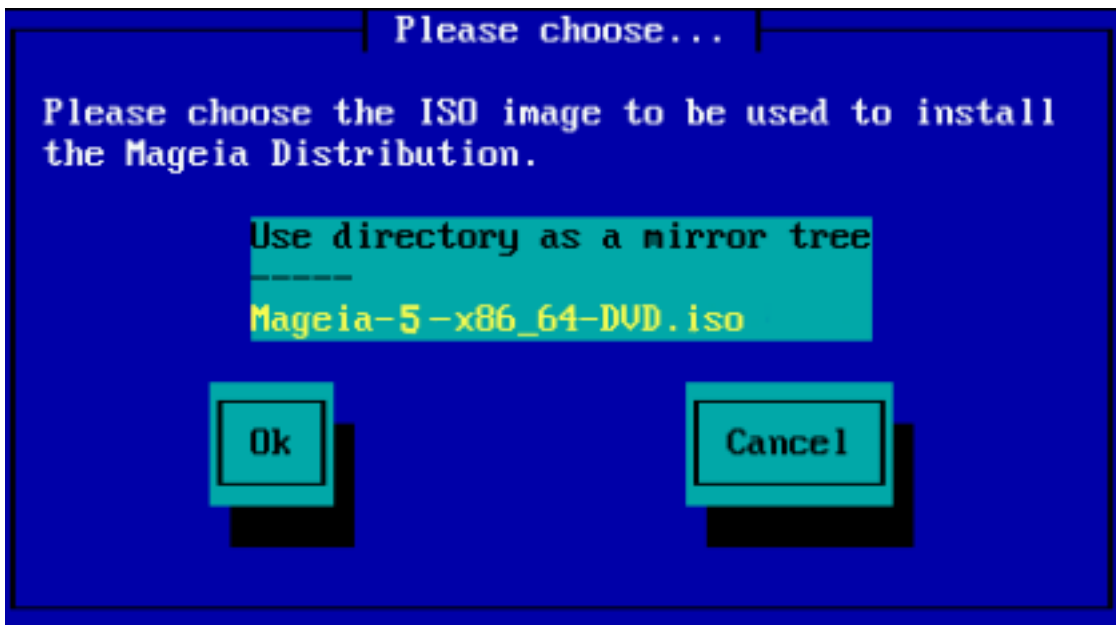 Please choose...
Please choose the ISO image to be used to install
the Mageia Distribution.
Use directory as a mirror tree
-----
Mageia-5-x86_64-DVD.iso
Ok
Cancel